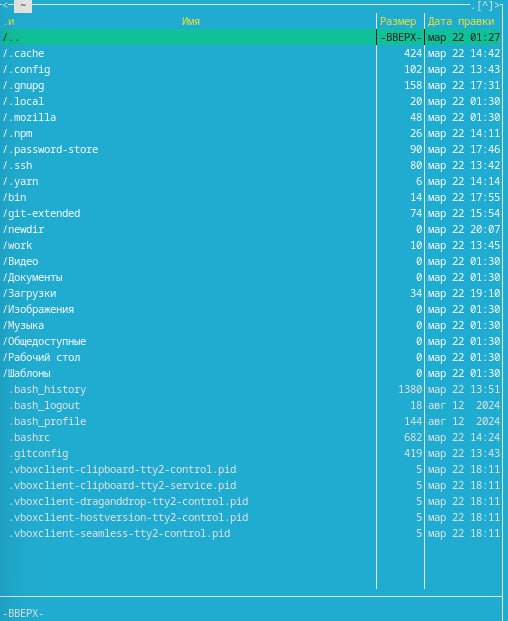 <- ~ .[^]>
.и Имя Размер Дата правки
/.. -ВВЕРХ- мар 22 01:27
/.cache 424 мар 22 14:42
/.config 102 мар 22 13:43
/.gnupg 158 мар 22 17:31
/.local 20 мар 22 01:30
/.mozilla 48 мар 22 01:30
/.npm 26 мар 22 14:11
/.password-store 90 мар 22 17:46
/.ssh 80 мар 22 13:42
/.yarn 6 мар 22 14:14
/bin 14 мар 22 17:55
/git-extended 74 мар 22 15:54
/newdir 0 мар 22 20:07
/work 10 мар 22 13:45
/Видео 0 мар 22 01:30
/Документы 0 мар 22 01:30
/Загрузки 34 мар 22 19:10
/Изображения 0 мар 22 01:30
/Музыка 0 мар 22 01:30
/Общедоступные 0 мар 22 01:30
/Рабочий стол 0 мар 22 01:30
/Шаблоны 0 мар 22 01:30
.bash_history 1380 мар 22 13:51
.bash_logout 18 авг 12 2024
.bash_profile 144 авг 12 2024
.bashrc 682 мар 22 14:24
.gitconfig 419 мар 22 13:43
.vboxclient-clipboard-tty2-control.pid 5 мар 22 18:11
.vboxclient-clipboard-tty2-service.pid 5 мар 22 18:11
.vboxclient-draganddrop-tty2-control.pid 5 мар 22 18:11
.vboxclient-hostversion-tty2-control.pid 5 мар 22 18:11
.vboxclient-seamless-tty2-control.pid 5 мар 22 18:11
-ВВЕРХ-